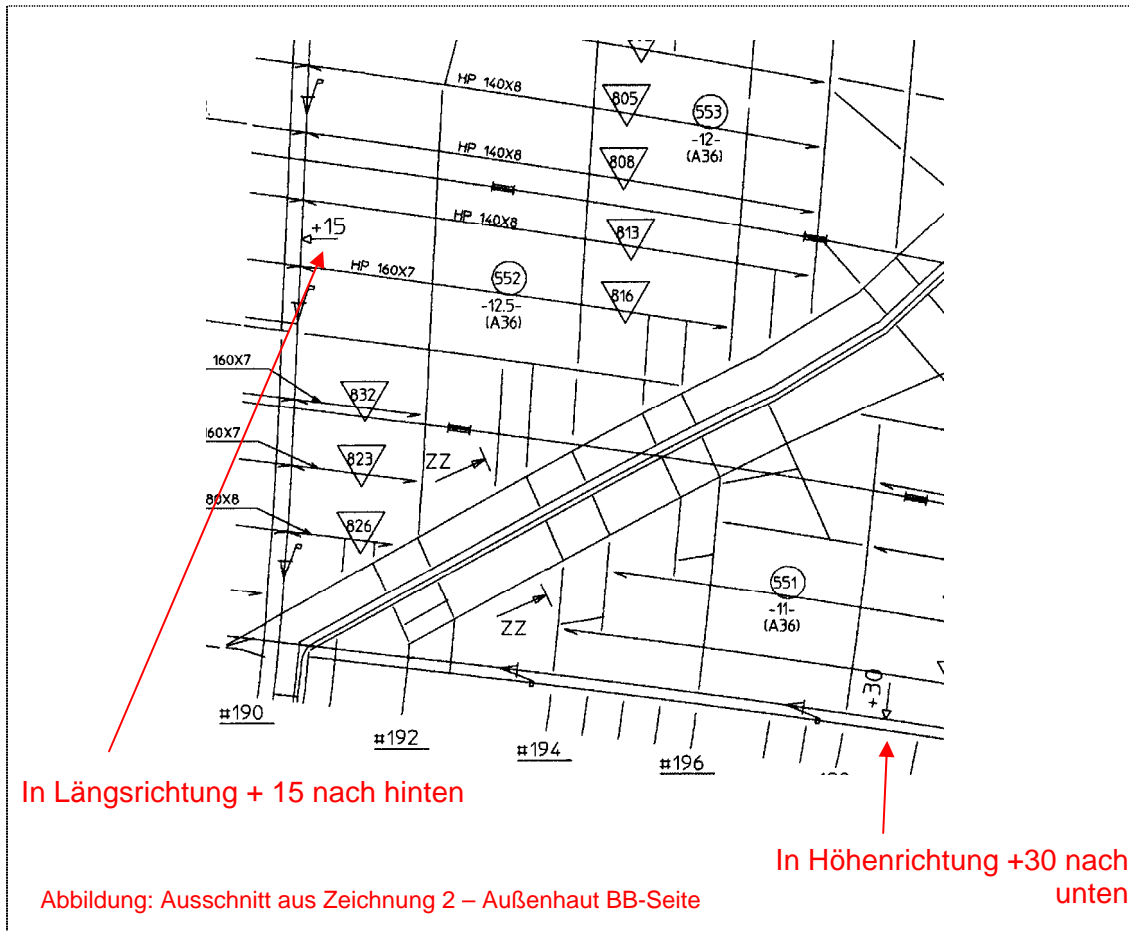 HP 140X8
805
553
-12-
(A36)
HP 140X8
808
+15
HP 140X8
813
HP 160X7
552
-12.5-
(A36)
816
160X7
832
160X7
823
ZZ
80X8
826
551
-11-
(A36)
ZZ
+30
#190
#192
#194
#196
In Längsrichtung + 15 nach hinten
In Höhenrichtung +30 nach
unten
Abbildung: Ausschnitt aus Zeichnung 2 – Außenhaut BB-Seite